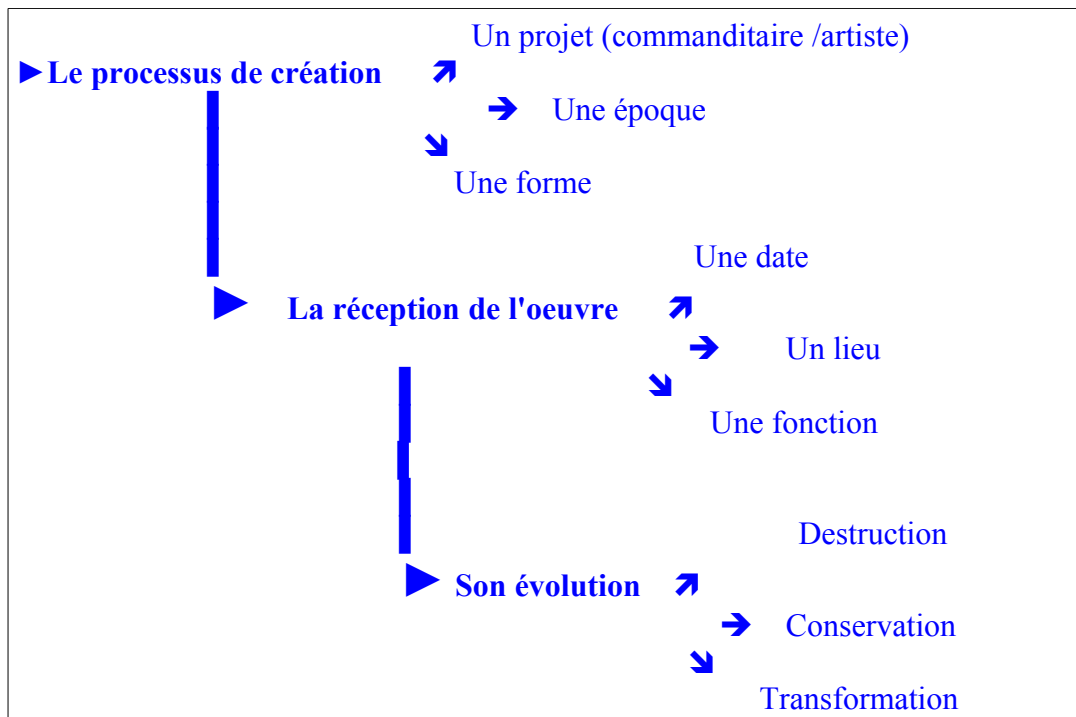 Un projet (commanditaire /artiste)
►Le processus de création
Une époque
Une forme
Une date
La réception de l'oeuvre
Un lieu
Une fonction
Destruction
Son évolution
Conservation
Transformation